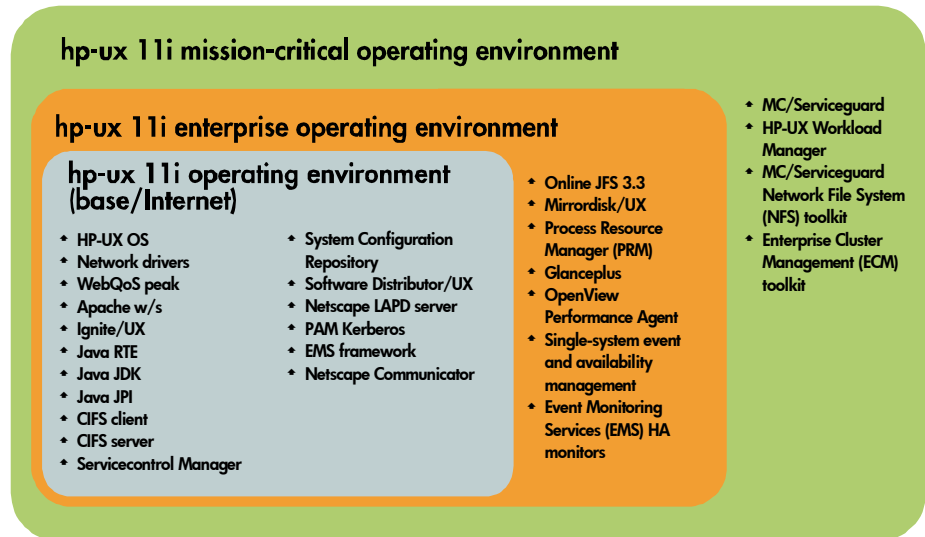 hp-ux 11i mission-critical operating environment
hp-ux 11i enterprise operating environment
hp-ux 11i operating environment
(base/Internet)
HP-UX OS
Network drivers
WebQoS peak
Apache w/s
Ignite/UX
Java RTE
Java JDK
Java JPI
CIFS client
CIFS server
Servicecontrol Manager
System Configuration
Repository
Software Distributor/UX
Netscape LAPD server
PAM Kerberos
EMS framework
Netscape Communicator
Online JFS 3.3
Mirrordisk/UX
Process Resource
Manager (PRM)
Glanceplus
OpenView
Performance Agent
Single-system event
and availability
management
Event Monitoring
Services (EMS) HA
monitors
MC/Serviceguard
HP-UX Workload
Manager
MC/Serviceguard
Network File System
(NFS) toolkit
Enterprise Cluster
Management (ECM)
toolkit